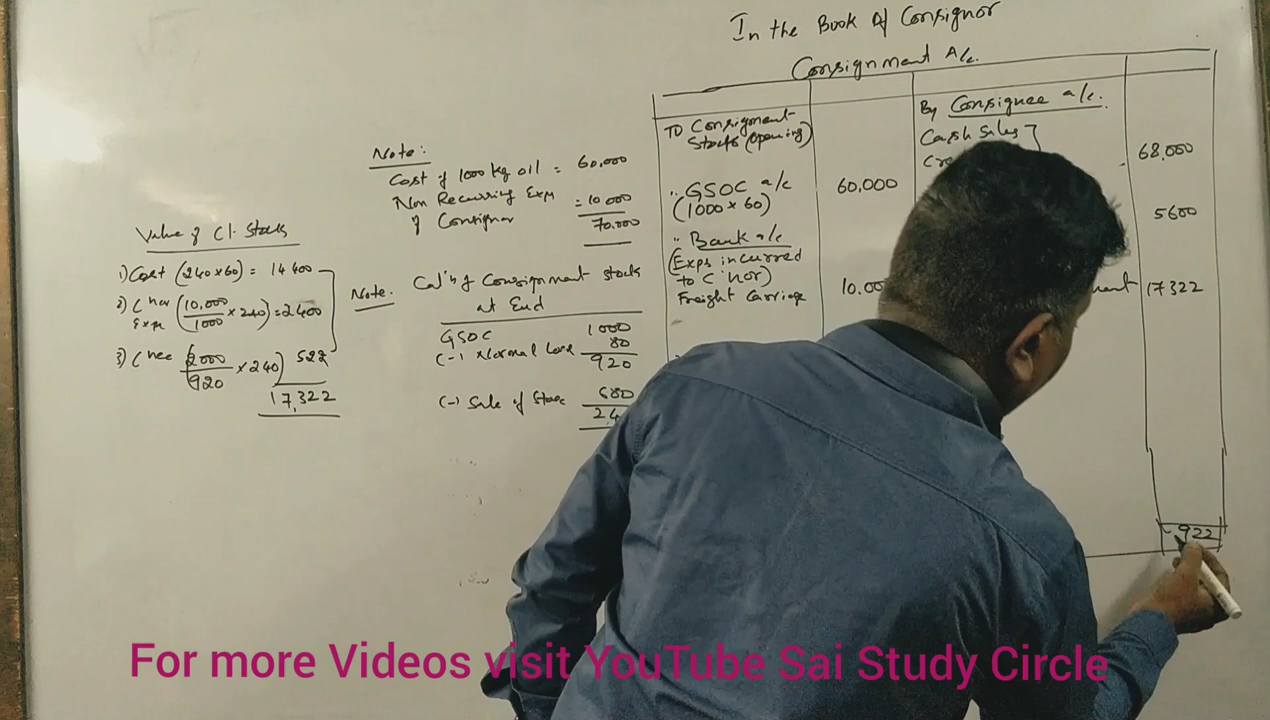 In the Book of Consignor
Consignment A/c.
To Consignment
Stocks (opening)
" GSOC a/c 60,000
(1000 × 60)
" Bank a/c
(Exps incurred
to C'nor)
Freight Carriage 10.00
By Consignee a/c.
Cash Sales
68,000
5600
17322
922
Note:
Cost of 1000 kg oil = 60,000
Non Recurring Exp
of Consignor = 10 000
70.000
Note.
Cal'n of Consignment stock
at End
GSOC 1000
(-) Normal Loss 80
920
(-) Sale of Stock 680
24
Value of Cl. Stocks
1) Cost (240×60) = 14 400
2) C'nor Exp (10,000/1000 × 240) = 2400
3) C'nee (2000/920 × 240) 522
17,322
For more Videos visit YouTube Sai Study Circle